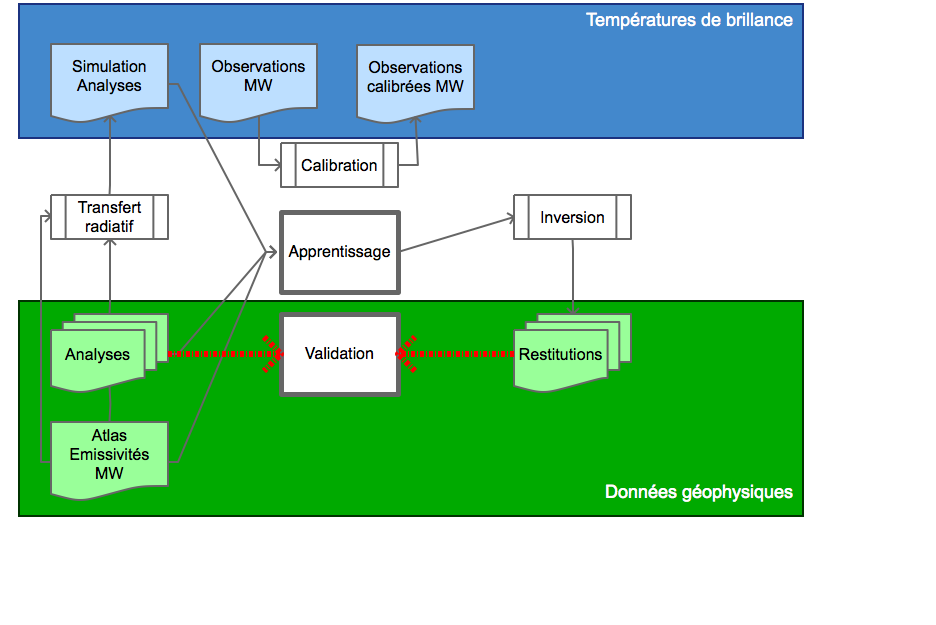 Températures de brillance
Simulation
Analyses
Observations
MW
Observations
calibrées MW
Calibration
Transfert
radiatif
Inversion
Apprentissage
Analyses
Validation
Restitutions
Atlas
Emissivités
MW
Données géophysiques